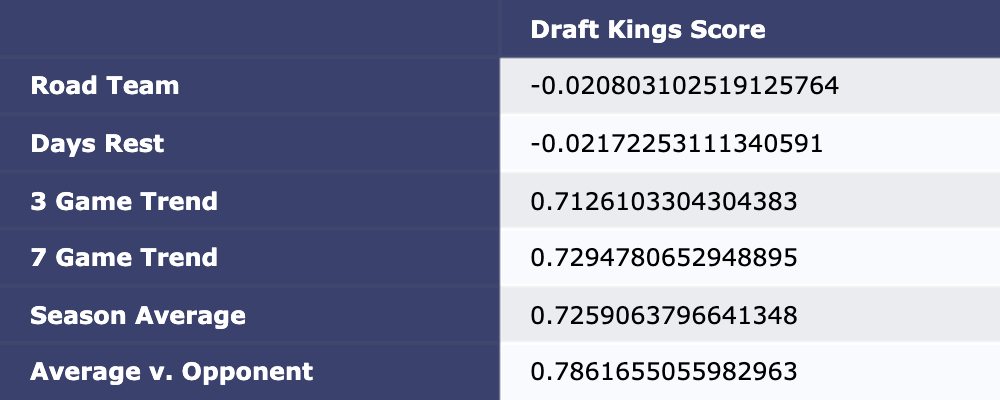 Draft Kings Score
Road Team -0.020803102519125764
Days Rest -0.02172253111340591
3 Game Trend 0.7126103304304383
7 Game Trend 0.7294780652948895
Season Average 0.7259063796641348
Average v. Opponent 0.7861655055982963